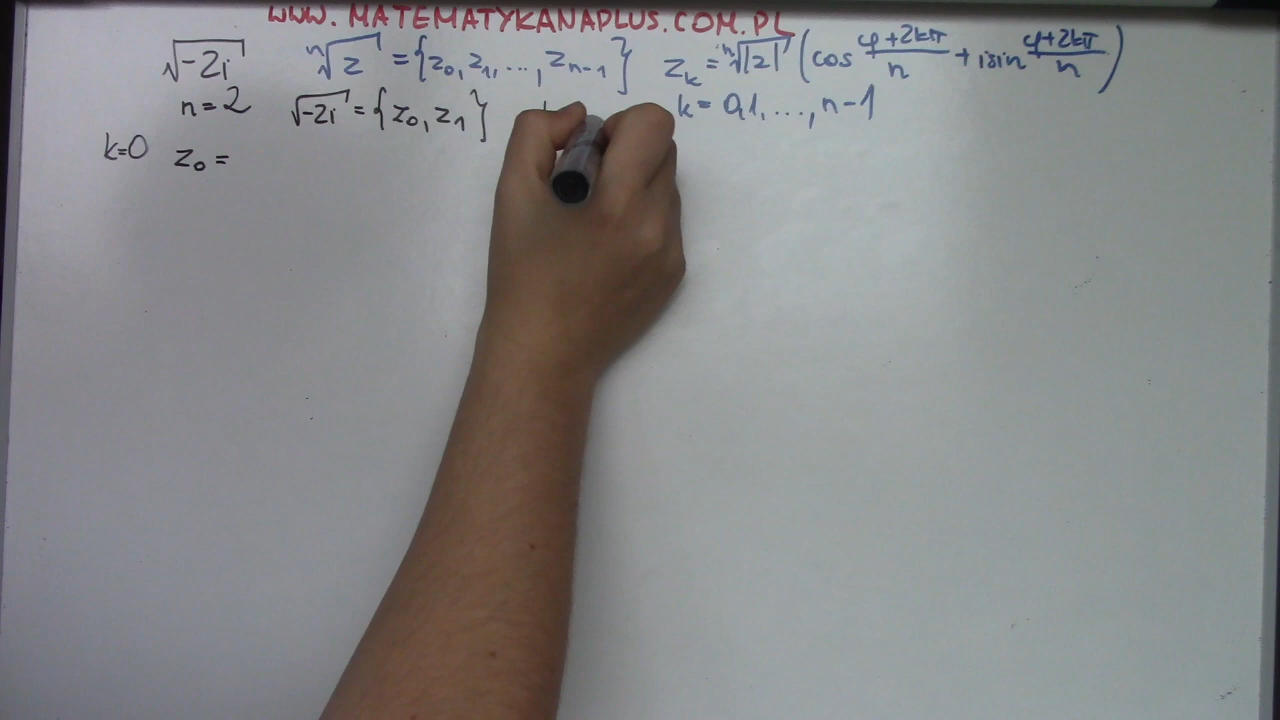 WWW.MATEMATYKANAPLUS.COM.PL
√-2i ⁿ√z = {z₀, z₁, ..., zₙ₋₁} zₖ = ⁿ√|z| (cos (φ+2kπ)/n + i sin (φ+2kπ)/n)
n=2 √-2i = {z₀, z₁} k = 0,1,...,n-1
k=0 z₀ =